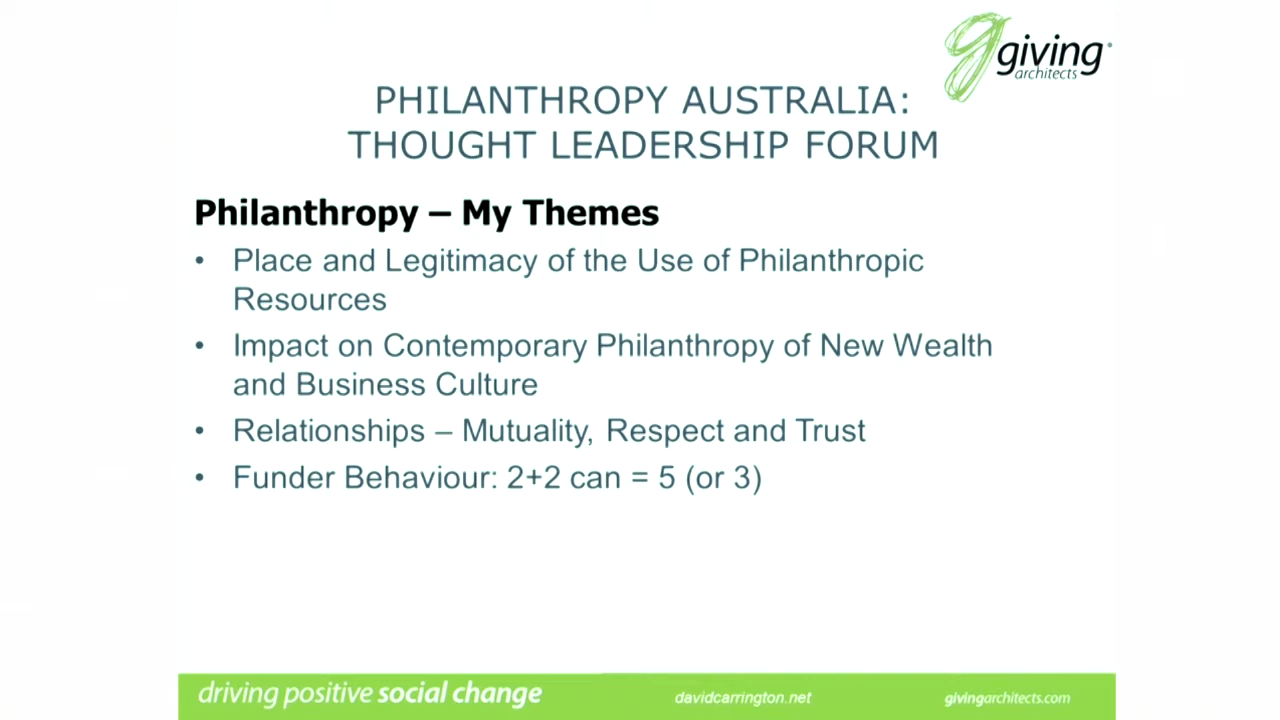 giving
architects
PHILANTHROPY AUSTRALIA:
THOUGHT LEADERSHIP FORUM
Philanthropy – My Themes
• Place and Legitimacy of the Use of Philanthropic
Resources
• Impact on Contemporary Philanthropy of New Wealth
and Business Culture
• Relationships – Mutuality, Respect and Trust
• Funder Behaviour: 2+2 can = 5 (or 3)
driving positive social change davidcarrington.net givingarchitects.com